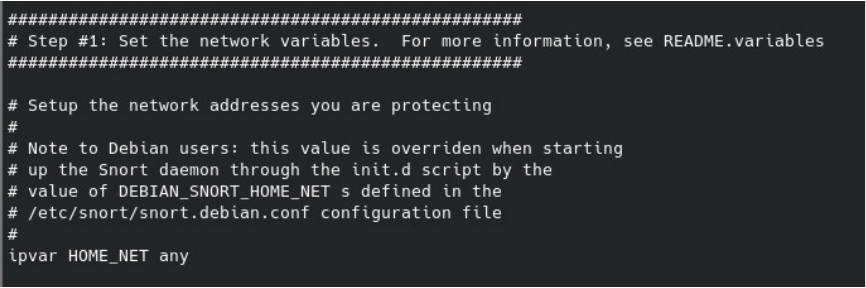 ###################################################
# Step #1: Set the network variables.  For more information, see README.variables
###################################################
# Setup the network addresses you are protecting
#
# Note to Debian users: this value is overriden when starting
# up the Snort daemon through the init.d script by the
# value of DEBIAN_SNORT_HOME_NET s defined in the
# /etc/snort/snort.debian.conf configuration file
#
ipvar HOME_NET any